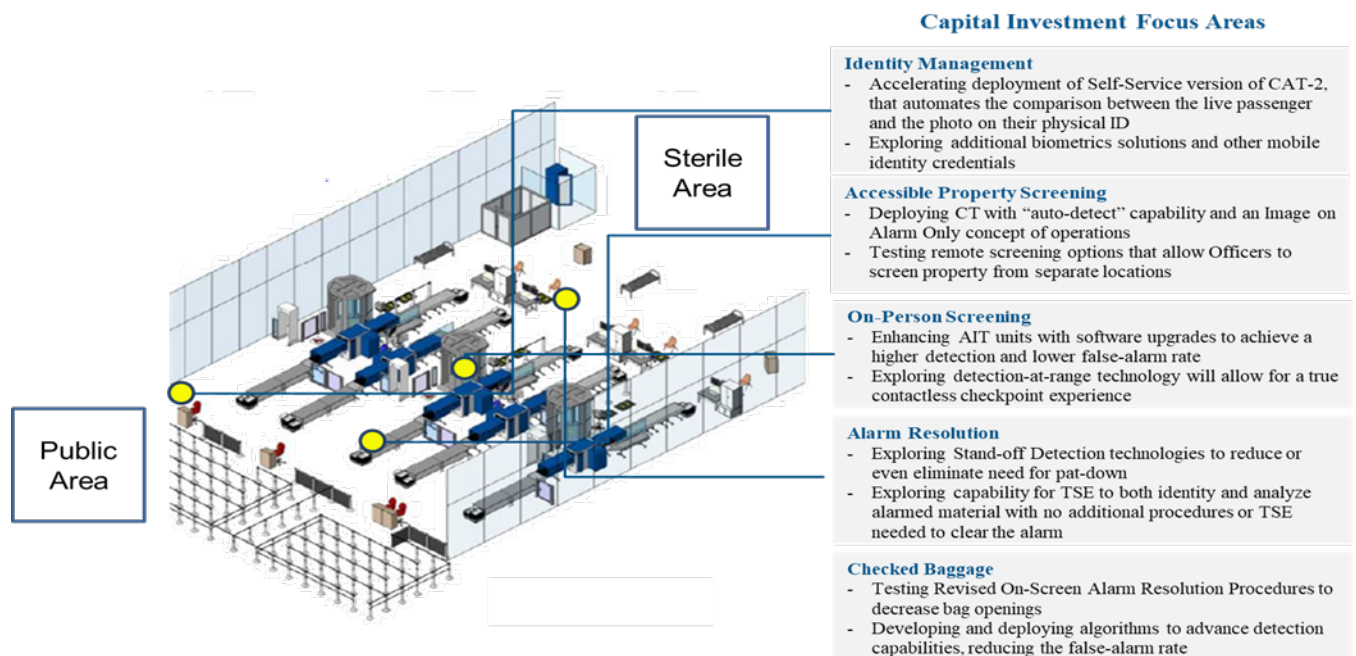 Capital Investment Focus Areas
Identity Management
- Accelerating deployment of Self-Service version of CAT-2,
that automates the comparison between the live passenger
and the photo on their physical ID
- Exploring additional biometrics solutions and other mobile
identity credentials
Sterile
Area
Accessible Property Screening
- Deploying CT with “auto-detect” capability and an Image on
Alarm Only concept of operations
- Testing remote screening options that allow Officers to
screen property from separate locations
On-Person Screening
- Enhancing AIT units with software upgrades to achieve a
higher detection and lower false-alarm rate
- Exploring detection-at-range technology will allow for a true
contactless checkpoint experience
Public
Area
Alarm Resolution
- Exploring Stand-off Detection technologies to reduce or
even eliminate need for pat-down
- Exploring capability for TSE to both identity and analyze
alarmed material with no additional procedures or TSE
needed to clear the alarm
Checked Baggage
- Testing Revised On-Screen Alarm Resolution Procedures to
decrease bag openings
- Developing and deploying algorithms to advance detection
capabilities, reducing the false-alarm rate